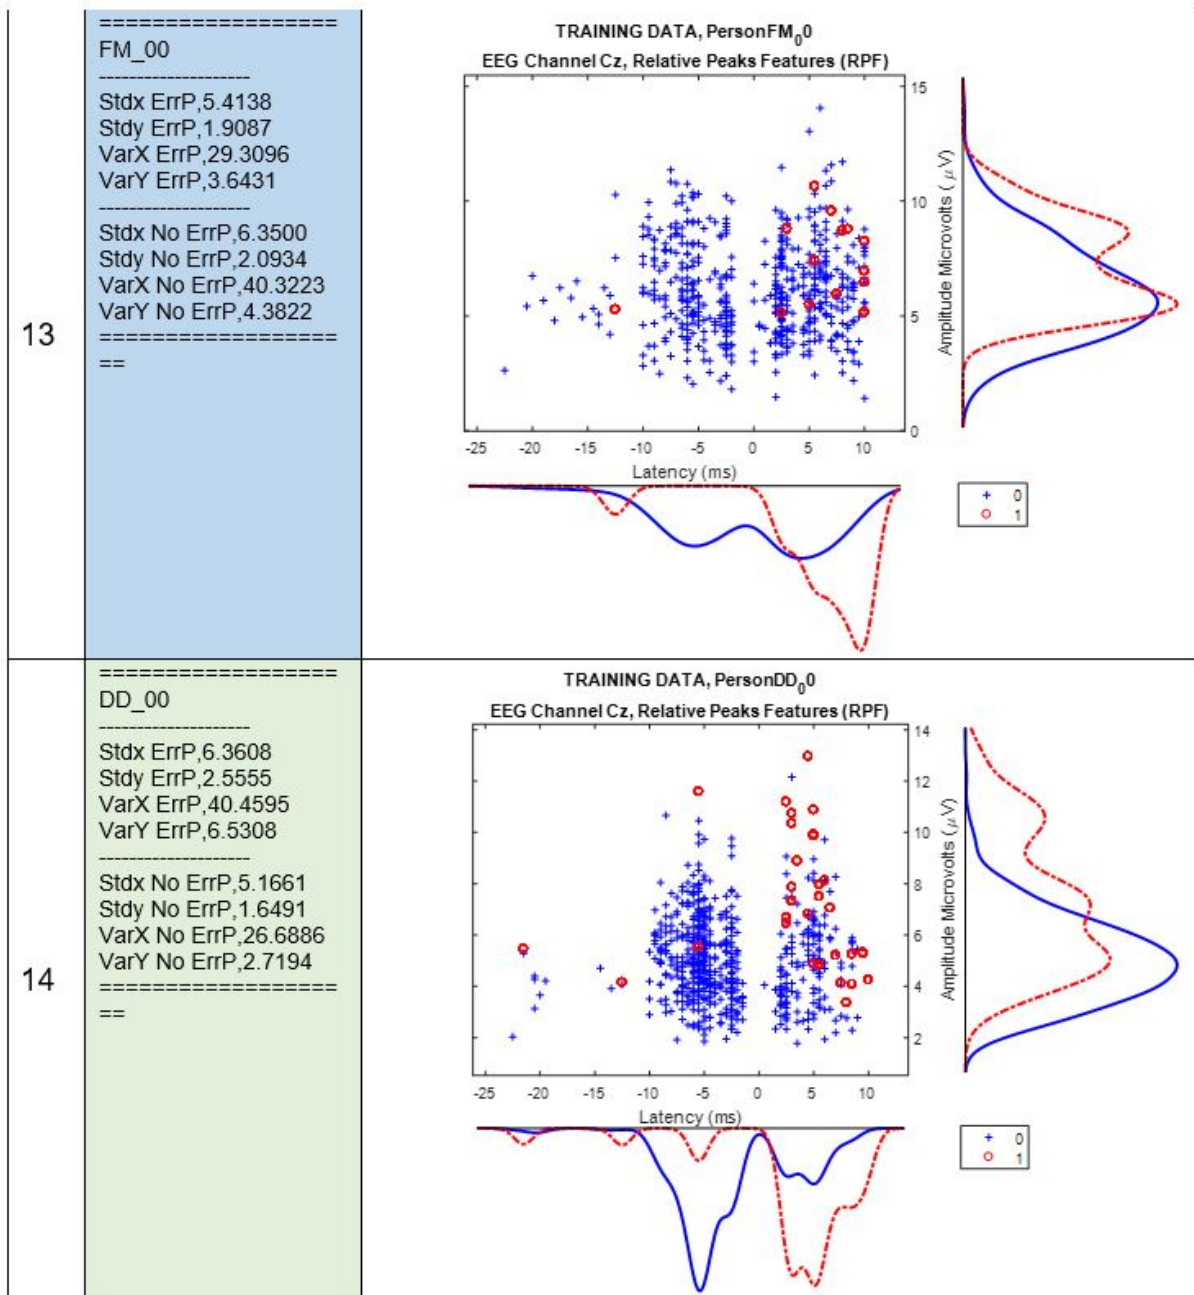 13
==================
FM_00
--------------------
Stdx ErrP,5.4138
Stdy ErrP,1.9087
VarX ErrP,29.3096
VarY ErrP,3.6431
--------------------
Stdx No ErrP,6.3500
Stdy No ErrP,2.0934
VarX No ErrP,40.3223
VarY No ErrP,4.3822
==================
==
TRAINING DATA, PersonFM_00
EEG Channel Cz, Relative Peaks Features (RPF)
15
10
5
0
Amplitude Microvolts ( μV)
-25 -20 -15 -10 -5 0 5 10
Latency (ms)
+ 0
o 1
14
==================
DD_00
--------------------
Stdx ErrP,6.3608
Stdy ErrP,2.5555
VarX ErrP,40.4595
VarY ErrP,6.5308
--------------------
Stdx No ErrP,5.1661
Stdy No ErrP,1.6491
VarX No ErrP,26.6886
VarY No ErrP,2.7194
==================
==
TRAINING DATA, PersonDD_00
EEG Channel Cz, Relative Peaks Features (RPF)
14
12
10
8
6
4
2
Amplitude Microvolts ( μV)
-25 -20 -15 -10 -5 0 5 10
Latency (ms)
+ 0
o 1